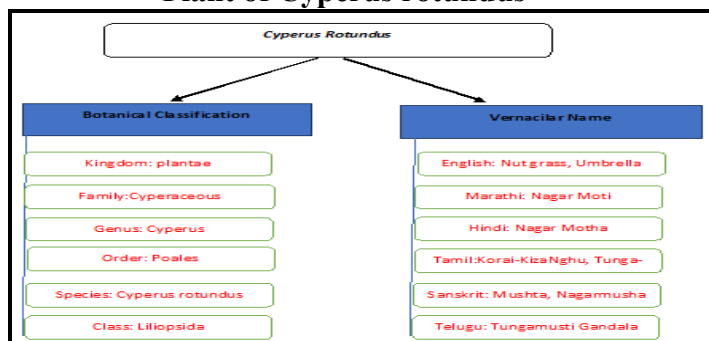 Plant of Cyperus rotundus
Cyperus Rotundus
Botanical Classification
Kingdom: plantae
Family:Cyperaceous
Genus: Cyperus
Order: Poales
Species: Cyperus rotundus
Class: Liliopsida
Vernacilar Name
English: Nutgrass, Umbrella
Marathi: Nagar Moti
Hindi: Nagar Motha
Tamil:Korai-KizaNghu, Tunga-
Sanskrit: Mushta, Nagarmusha
Telugu: Tungamusti Gandala